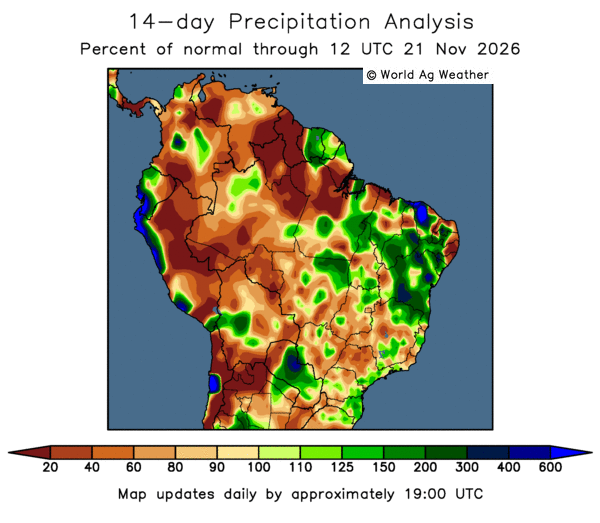 14-day Precipitation Analysis
Percent of normal through 12 UTC 21 Nov 2026
© World Ag Weather
20 40 60 80 90 100 110 125 150 200 300 400 600
Map updates daily by approximately 19:00 UTC